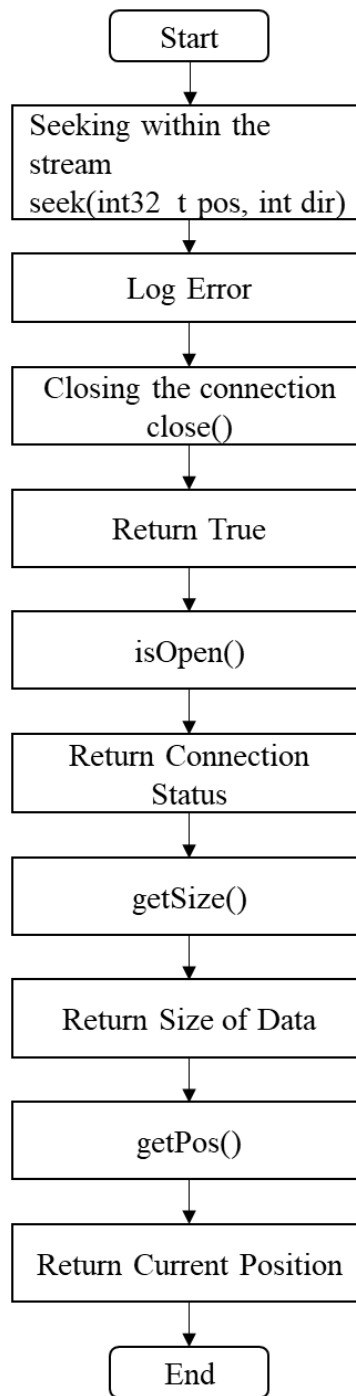 Start
Seeking within the
stream
seek(int32 t pos, int dir)
Log Error
Closing the connection
close()
Return True
isOpen()
Return Connection
Status
getSize()
Return Size of Data
getPos()
Return Current Position
End